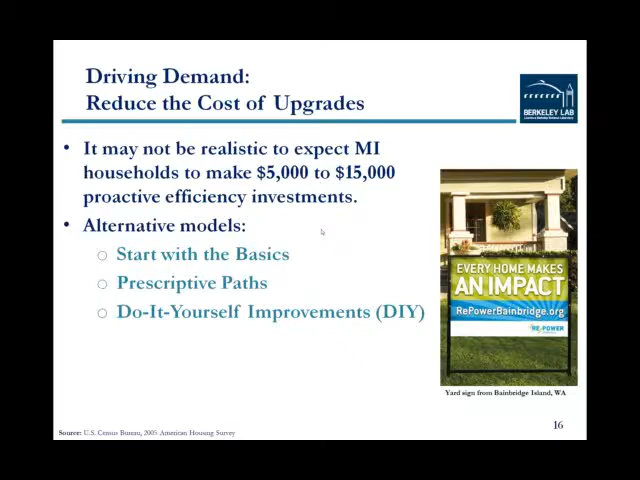 Driving Demand:
Reduce the Cost of Upgrades
BERKELEY LAB
• It may not be realistic to expect MI
households to make $5,000 to $15,000
proactive efficiency investments.
• Alternative models:
○ Start with the Basics
○ Prescriptive Paths
○ Do-It-Yourself Improvements (DIY)
EVERY HOME MAKES
AN IMPACT
RePowerBainbridge.org
RE-POWER
Yard sign from Bainbridge Island, WA
16
Source: U.S. Census Bureau, 2005 American Housing Survey